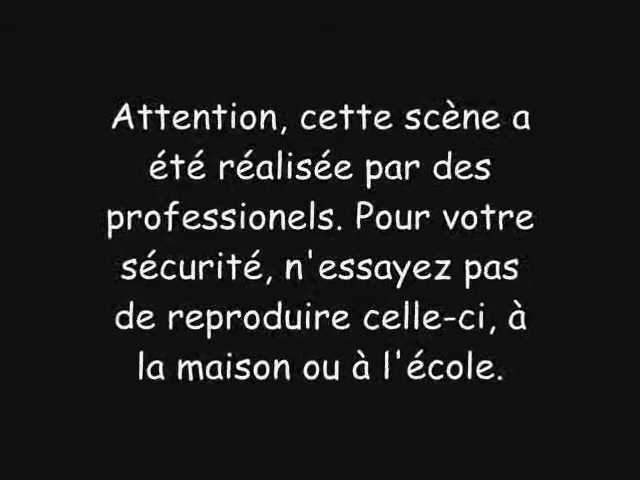 Attention, cette scène a
été réalisée par des
professionels. Pour votre
sécurité, n'essayez pas
de reproduire celle-ci, à
la maison ou à l'école.